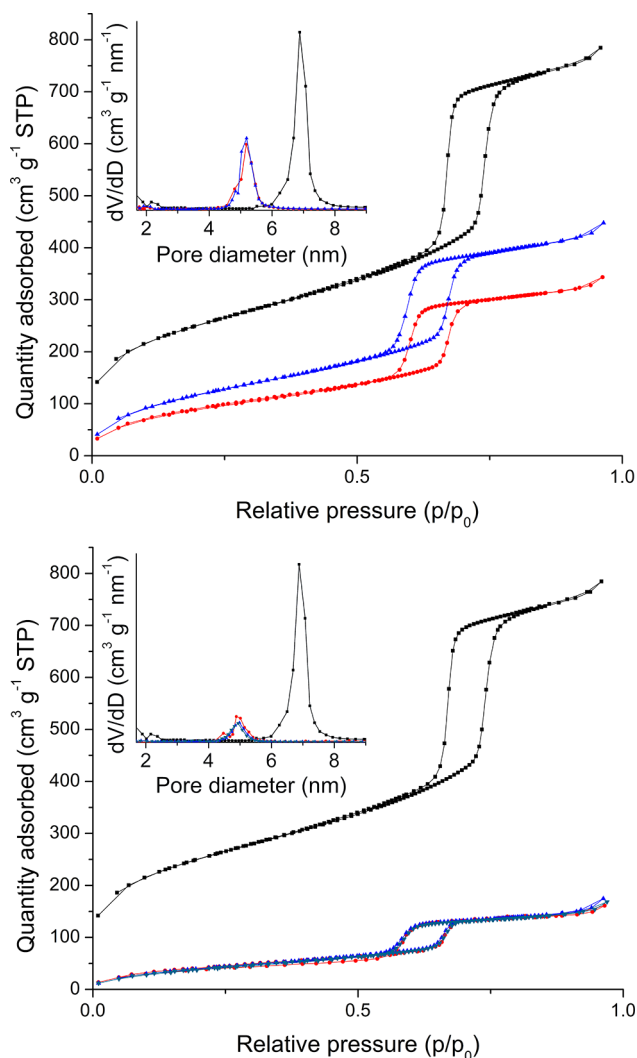 Quantity adsorbed (cm³ g⁻¹ STP)
800
700
600
500
400
300
200
100
0
dV/dD (cm³ g⁻¹ nm⁻¹)
2 4 6 8
Pore diameter (nm)
0.0 0.5 1.0
Relative pressure (p/p₀)
Quantity adsorbed (cm³ g⁻¹ STP)
800
700
600
500
400
300
200
100
0
dV/dD (cm³ g⁻¹ nm⁻¹)
2 4 6 8
Pore diameter (nm)
0.0 0.5 1.0
Relative pressure (p/p₀)